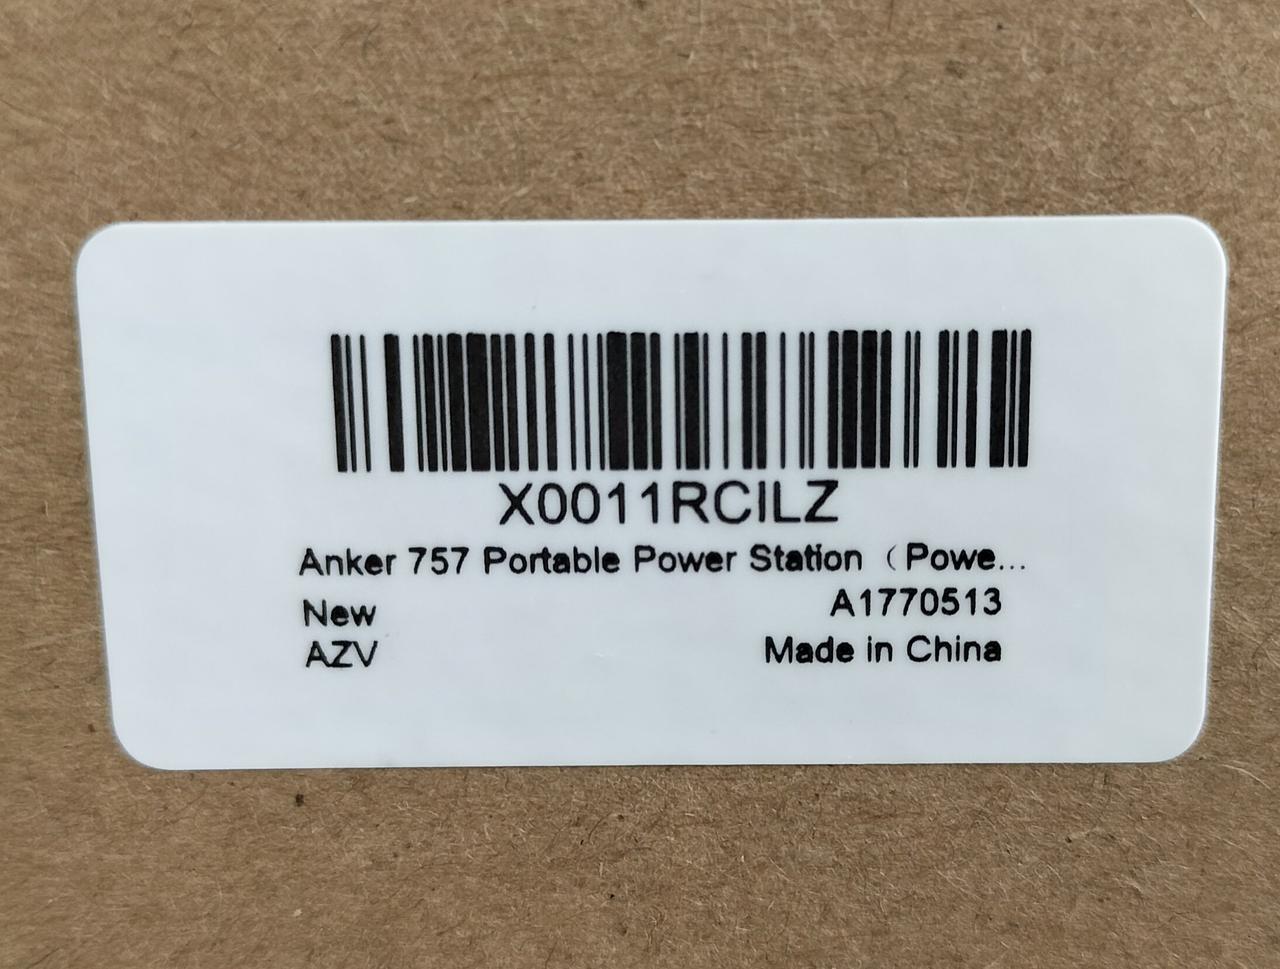 X0011RCILZ
Anker 757 Portable Power Station（Powe...
New
A1770513
AZV
Made in China